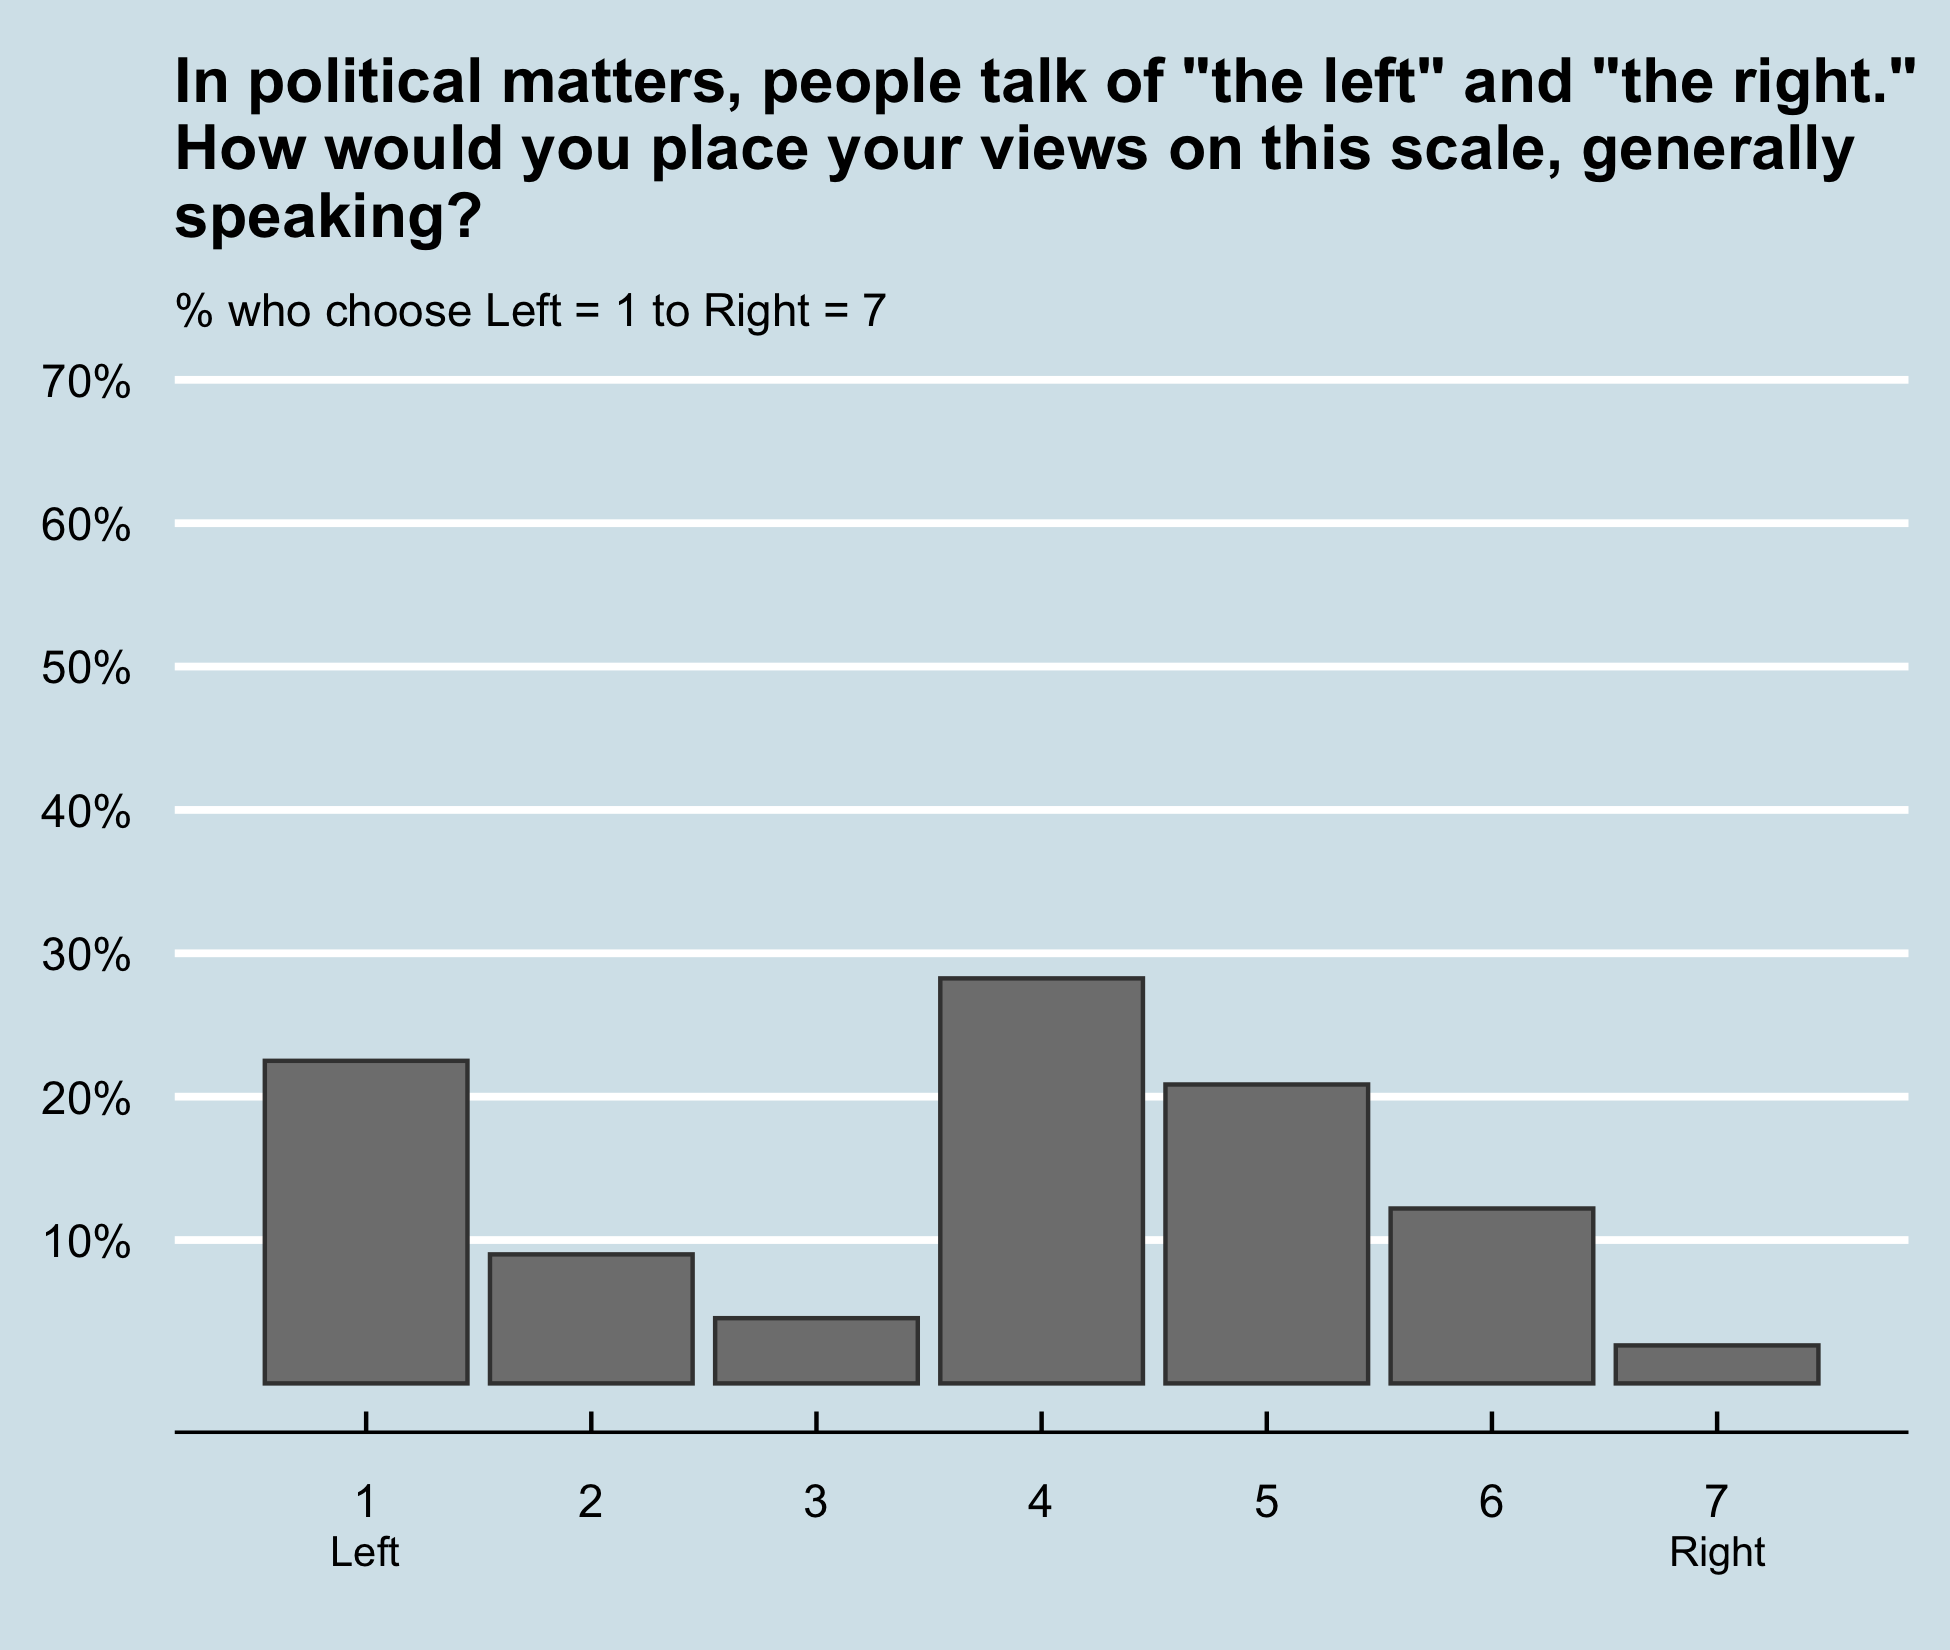 In political matters, people talk of "the left" and "the right."
How would you place your views on this scale, generally
speaking?
% who choose Left = 1 to Right = 7
70%
60%
50%
40%
30%
20%
10%
1 2 3 4 5 6 7
Left Right